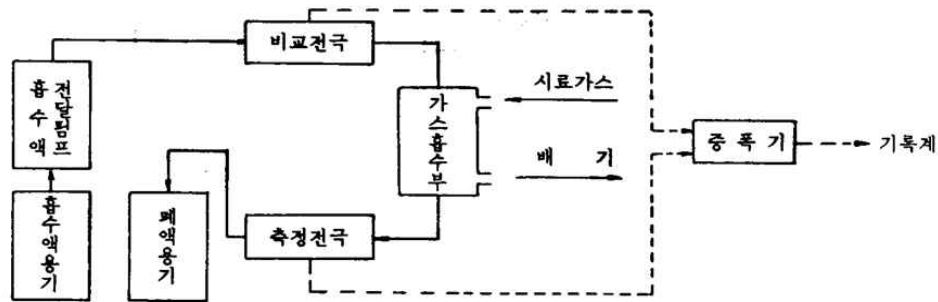 비교전극
흡수액
전달펌프
가스흡수부
시료가스
배 기
증 폭 기
기록계
흡수액용기
폐액용기
측정전극